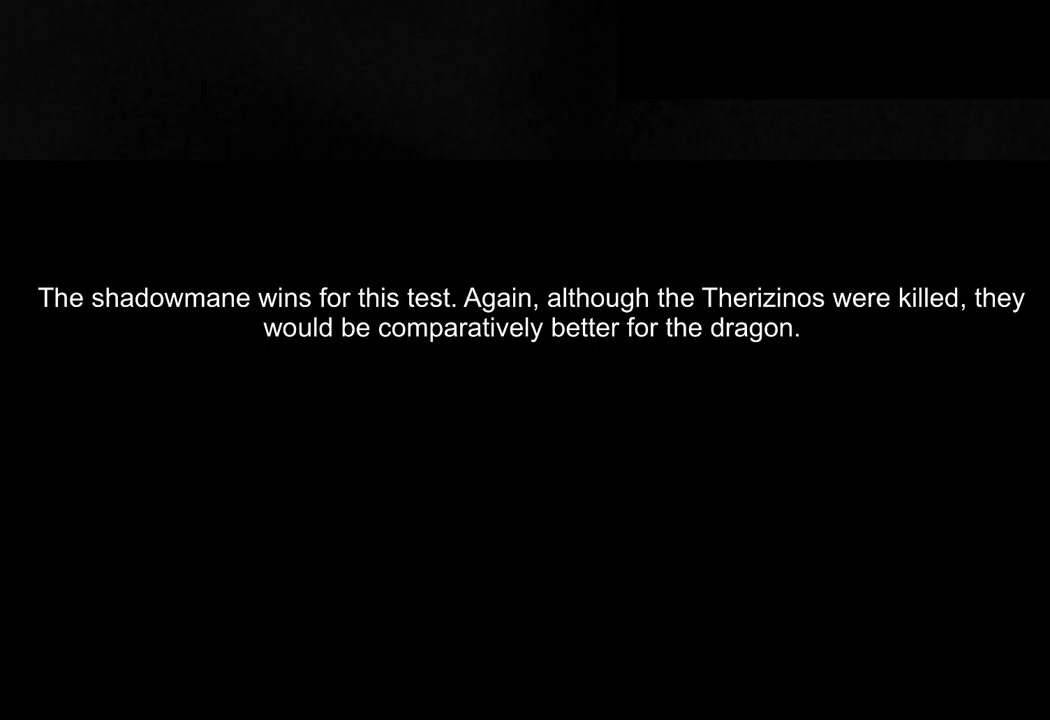 The shadowmane wins for this test. Again, although the Therizinos were killed, they
would be comparatively better for the dragon.